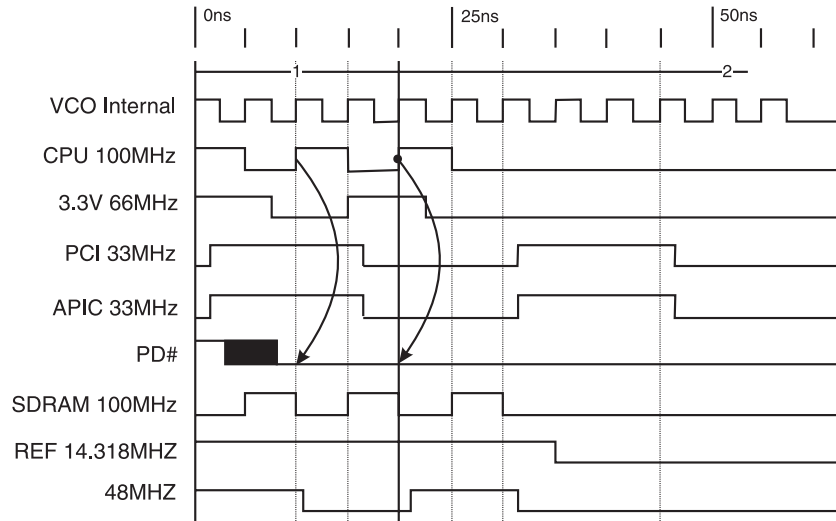 0ns 25ns 50ns
1 2
VCO Internal
CPU 100MHz
3.3V 66MHz
PCI 33MHz
APIC 33MHz
PD#
SDRAM 100MHz
REF 14.318MHZ
48MHZ